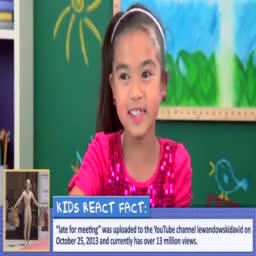 KIDS REACT FACT:
"late for meeting" was uploaded to the YouTube channel lewandowskidavid on
October 25, 2013 and currently has over 13 million views.